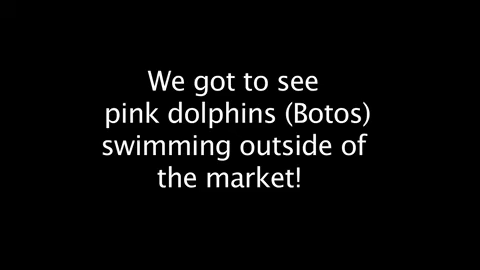 We got to see
pink dolphins (Botos)
swimming outside of
the market!